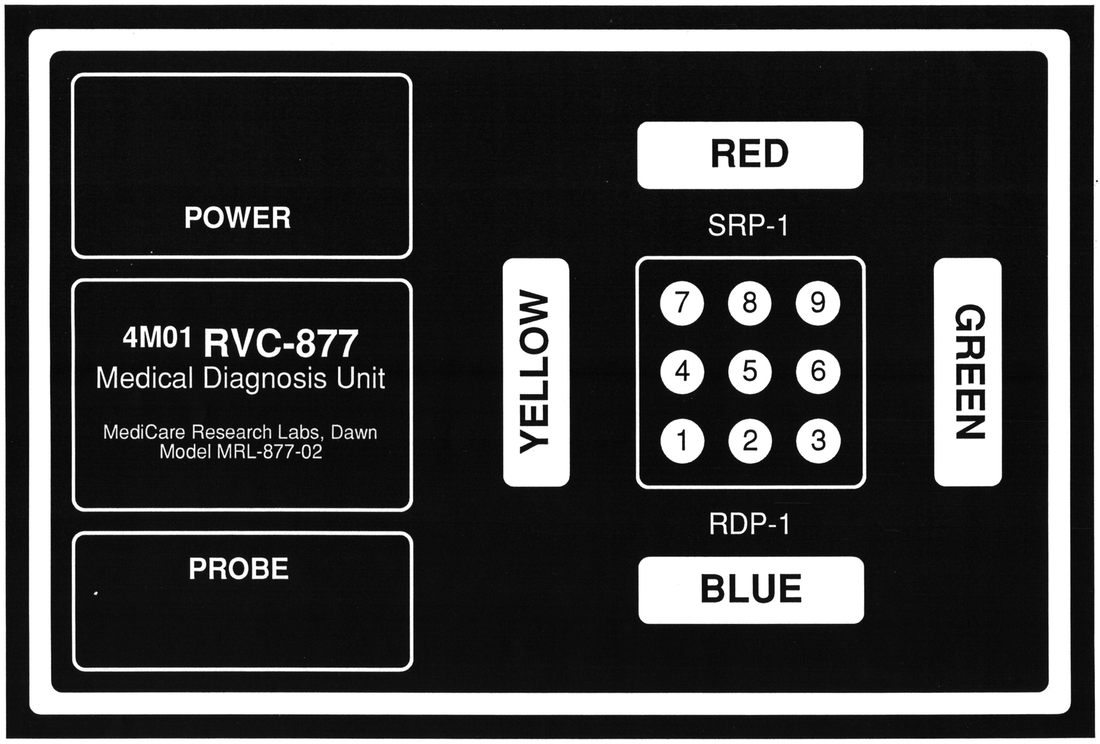 POWER
4M01 RVC-877
Medical Diagnosis Unit
MediCare Research Labs, Dawn
Model MRL-877-02
PROBE
RED
SRP-1
YELLOW
7 8 9
4 5 6
1 2 3
GREEN
RDP-1
BLUE